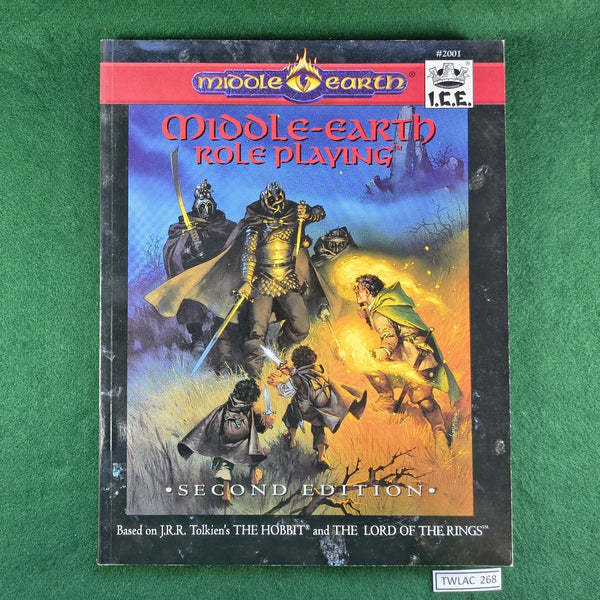 #2001
MIDDLE EARTH®
I.C.E.
MIDDLE-EARTH
ROLE PLAYING™
•SECOND EDITION•
Based on J.R.R. Tolkien's THE HOBBIT® and THE LORD OF THE RINGS™
TWLAC 268